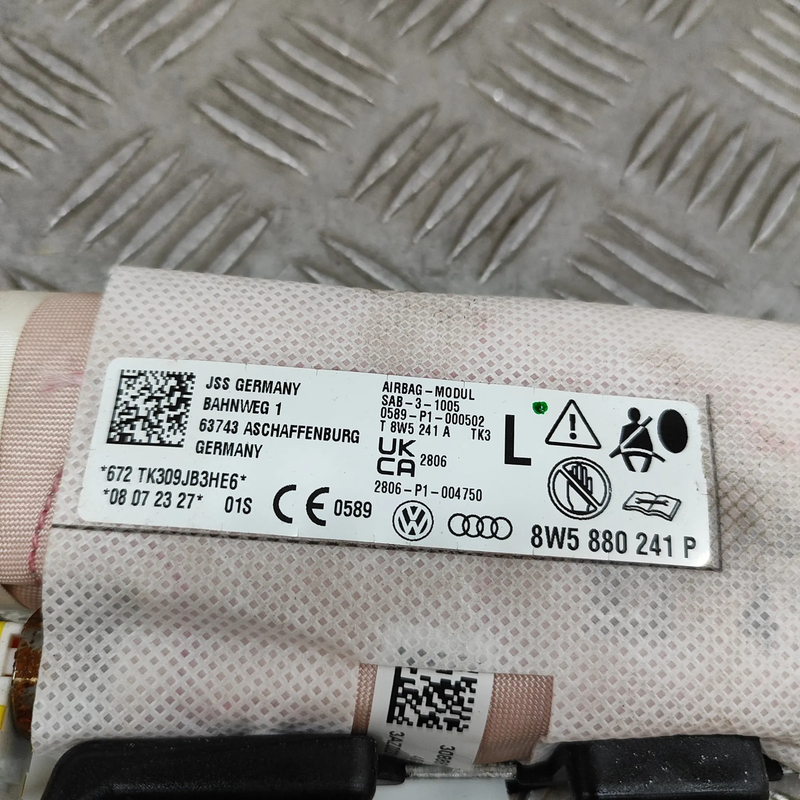 JSS GERMANY
BAHNWEG 1
63743 ASCHAFFENBURG
GERMANY
*672 TK309JB3HE6*
*08 07 23 27* 01S
CE 0589
AIRBAG-MODUL
SAB-3-1005
0589-P1-000502
T 8W5 241 A TK3
UK
CA 2806
2806-P1-004750
L
8W5 880 241 P